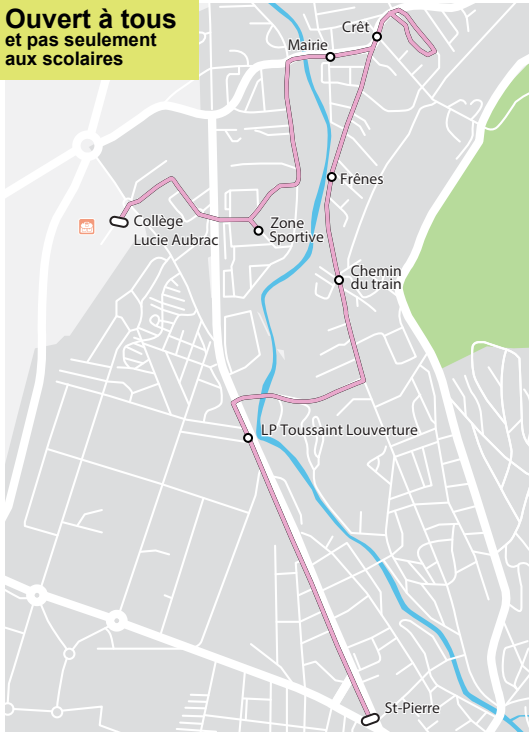 Ouvert à tous
et pas seulement
aux scolaires
Crêt
Mairie
Frênes
Collège
Lucie Aubrac
Zone
Sportive
Chemin
du train
LP Toussaint Louverture
St-Pierre